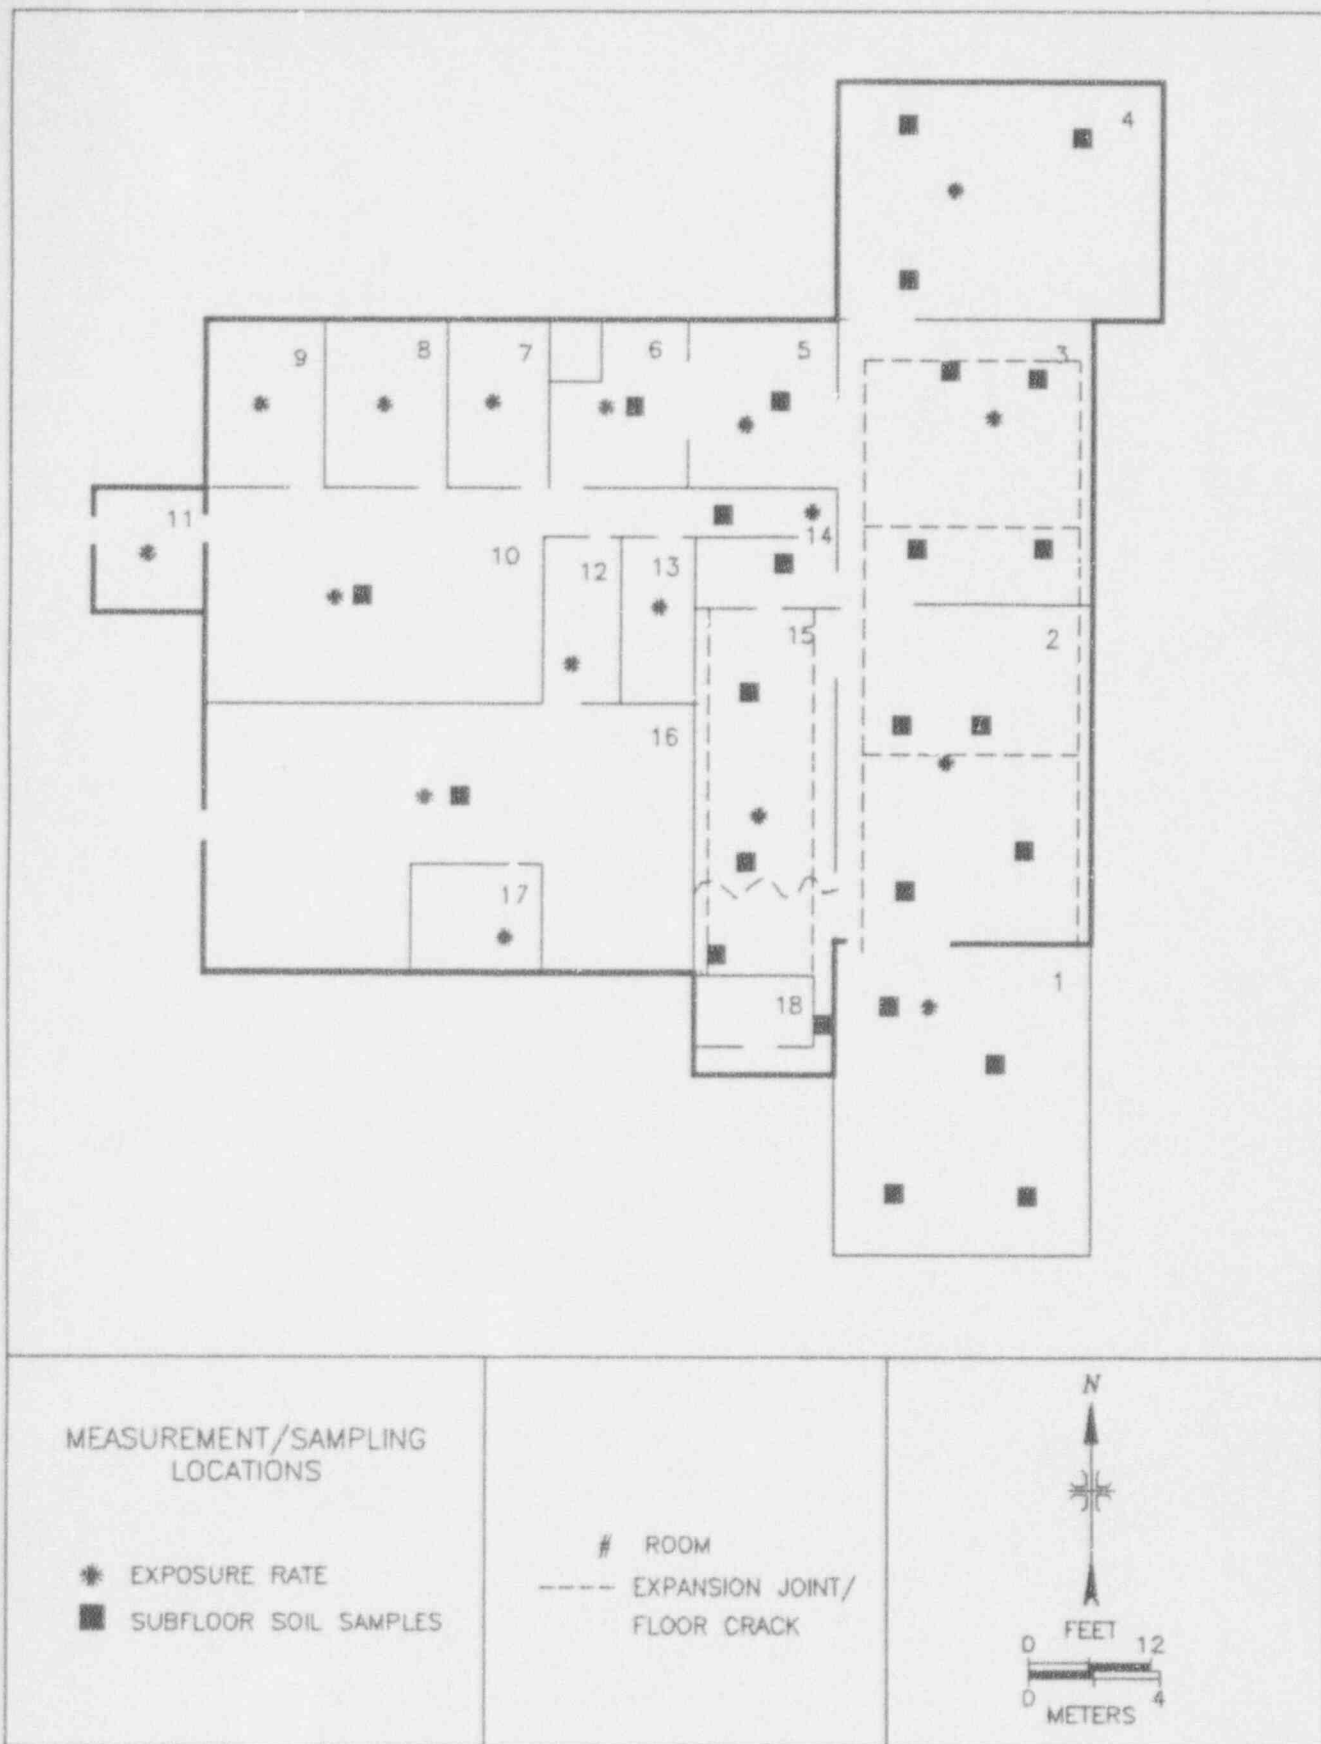 4
3
9
8
7
6
5
11
10
12
13
14
15
2
16
17
18
1
MEASUREMENT/SAMPLING
LOCATIONS
EXPOSURE RATE
SUBFLOOR SOIL SAMPLES
# ROOM
EXPANSION JOINT/
FLOOR CRACK
N
FEET
0 12
0 4
METERS